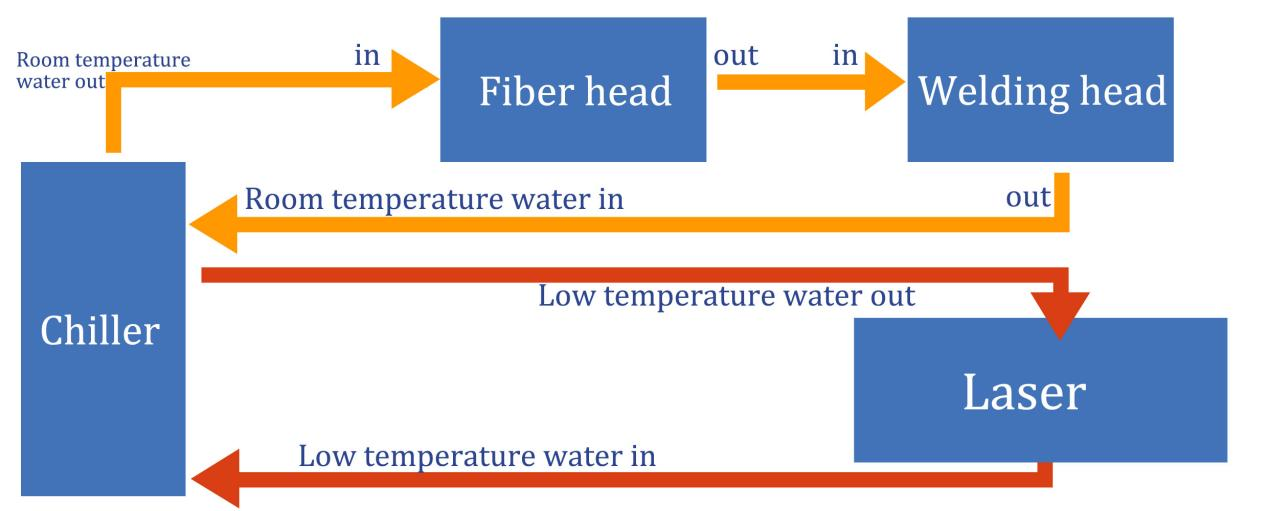 Room temperature
water out
in
Fiber head
out
in
Welding head
Room temperature water in
out
Low temperature water out
Chiller
Laser
Low temperature water in